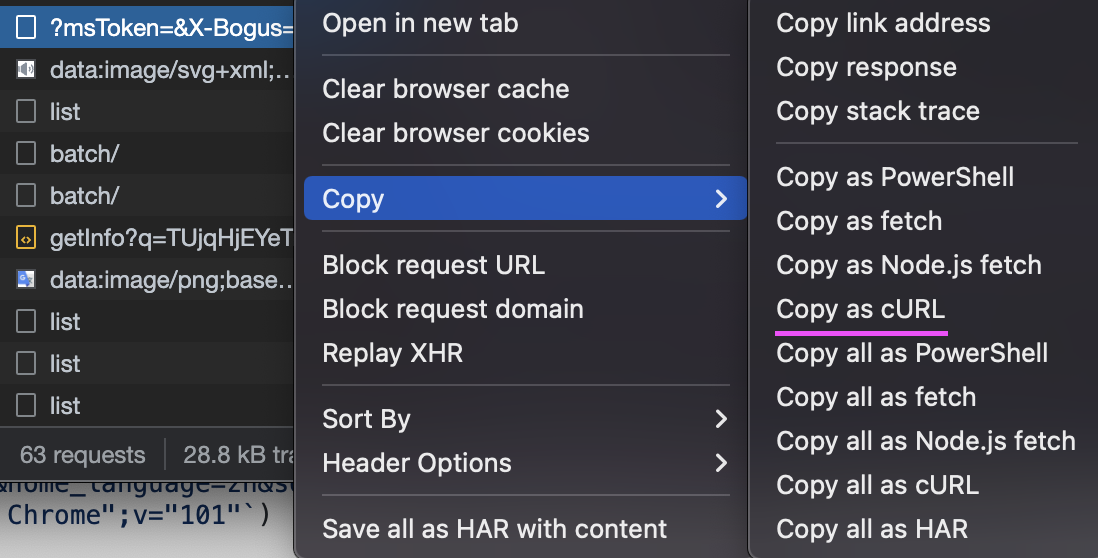 ?msToken=&X-Bogus=
data:image/svg+xml;...
list
batch/
batch/
getInfo?q=TUjqHjEYeT
data:image/png;base...
list
list
list
63 requests
28.8 kB tra
&home_language=zh&s
Chrome";v="101"`)
Open in new tab
Clear browser cache
Clear browser cookies
Copy
Block request URL
Block request domain
Replay XHR
Sort By
Header Options
Save all as HAR with content
Copy link address
Copy response
Copy stack trace
Copy as PowerShell
Copy as fetch
Copy as Node.js fetch
Copy as cURL
Copy all as PowerShell
Copy all as fetch
Copy all as Node.js fetch
Copy all as cURL
Copy all as HAR